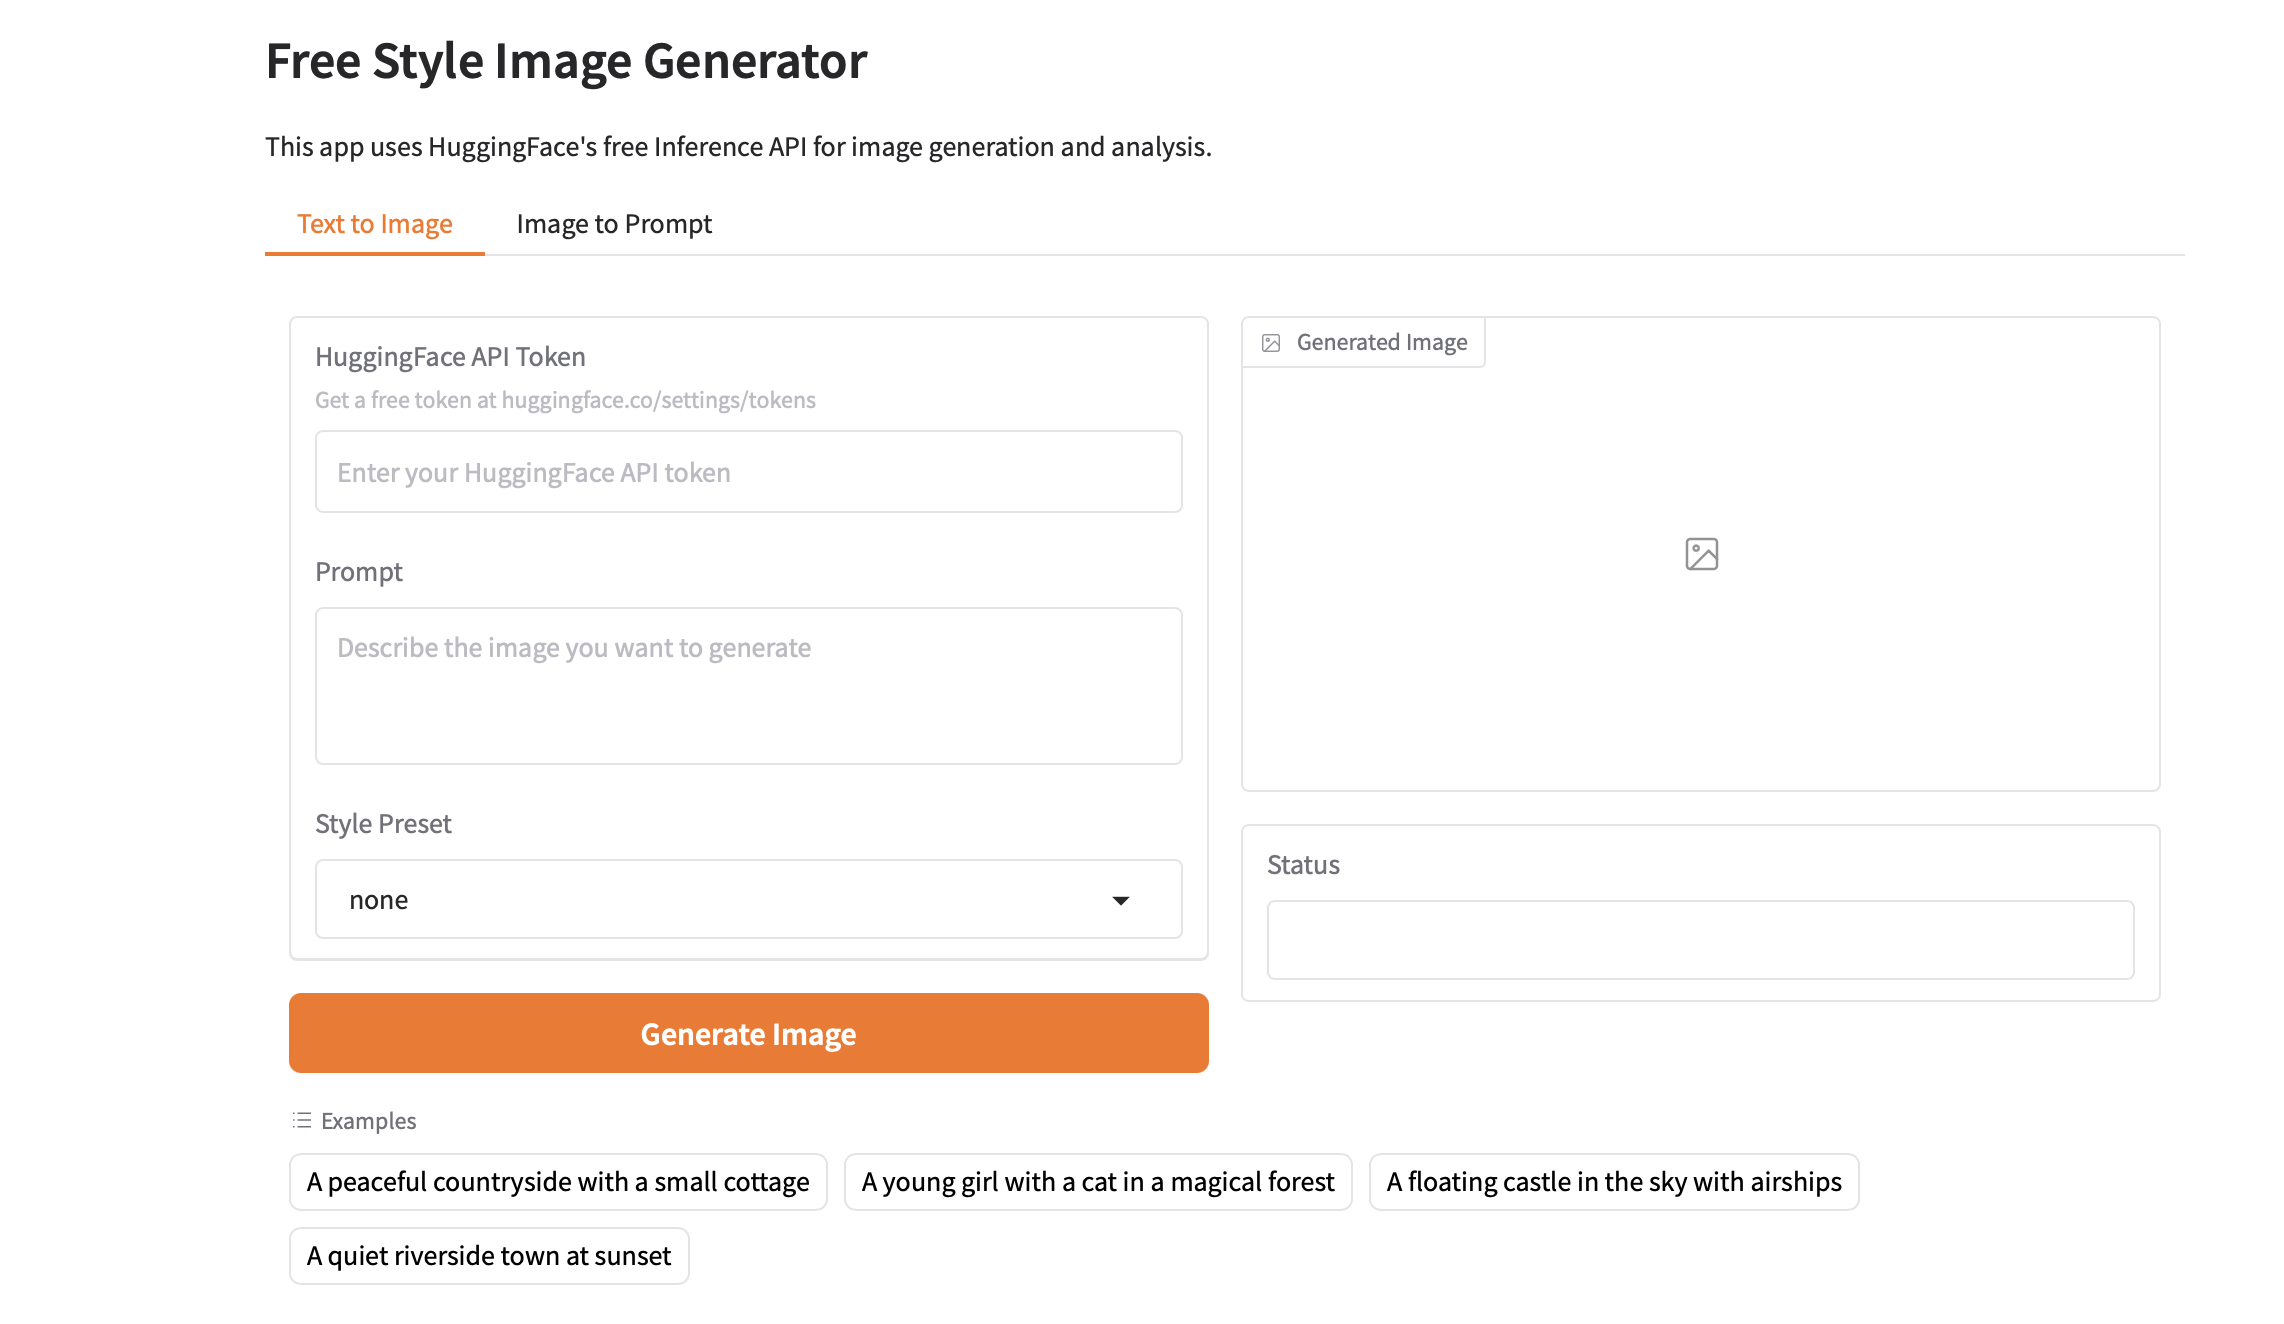 Free Style Image Generator
This app uses HuggingFace's free Inference API for image generation and analysis.
Text to Image
Image to Prompt
HuggingFace API Token
Get a free token at huggingface.co/settings/tokens
Enter your HuggingFace API token
Prompt
Describe the image you want to generate
Style Preset
none
Generate Image
Generated Image
Status
Examples
A peaceful countryside with a small cottage
A young girl with a cat in a magical forest
A floating castle in the sky with airships
A quiet riverside town at sunset